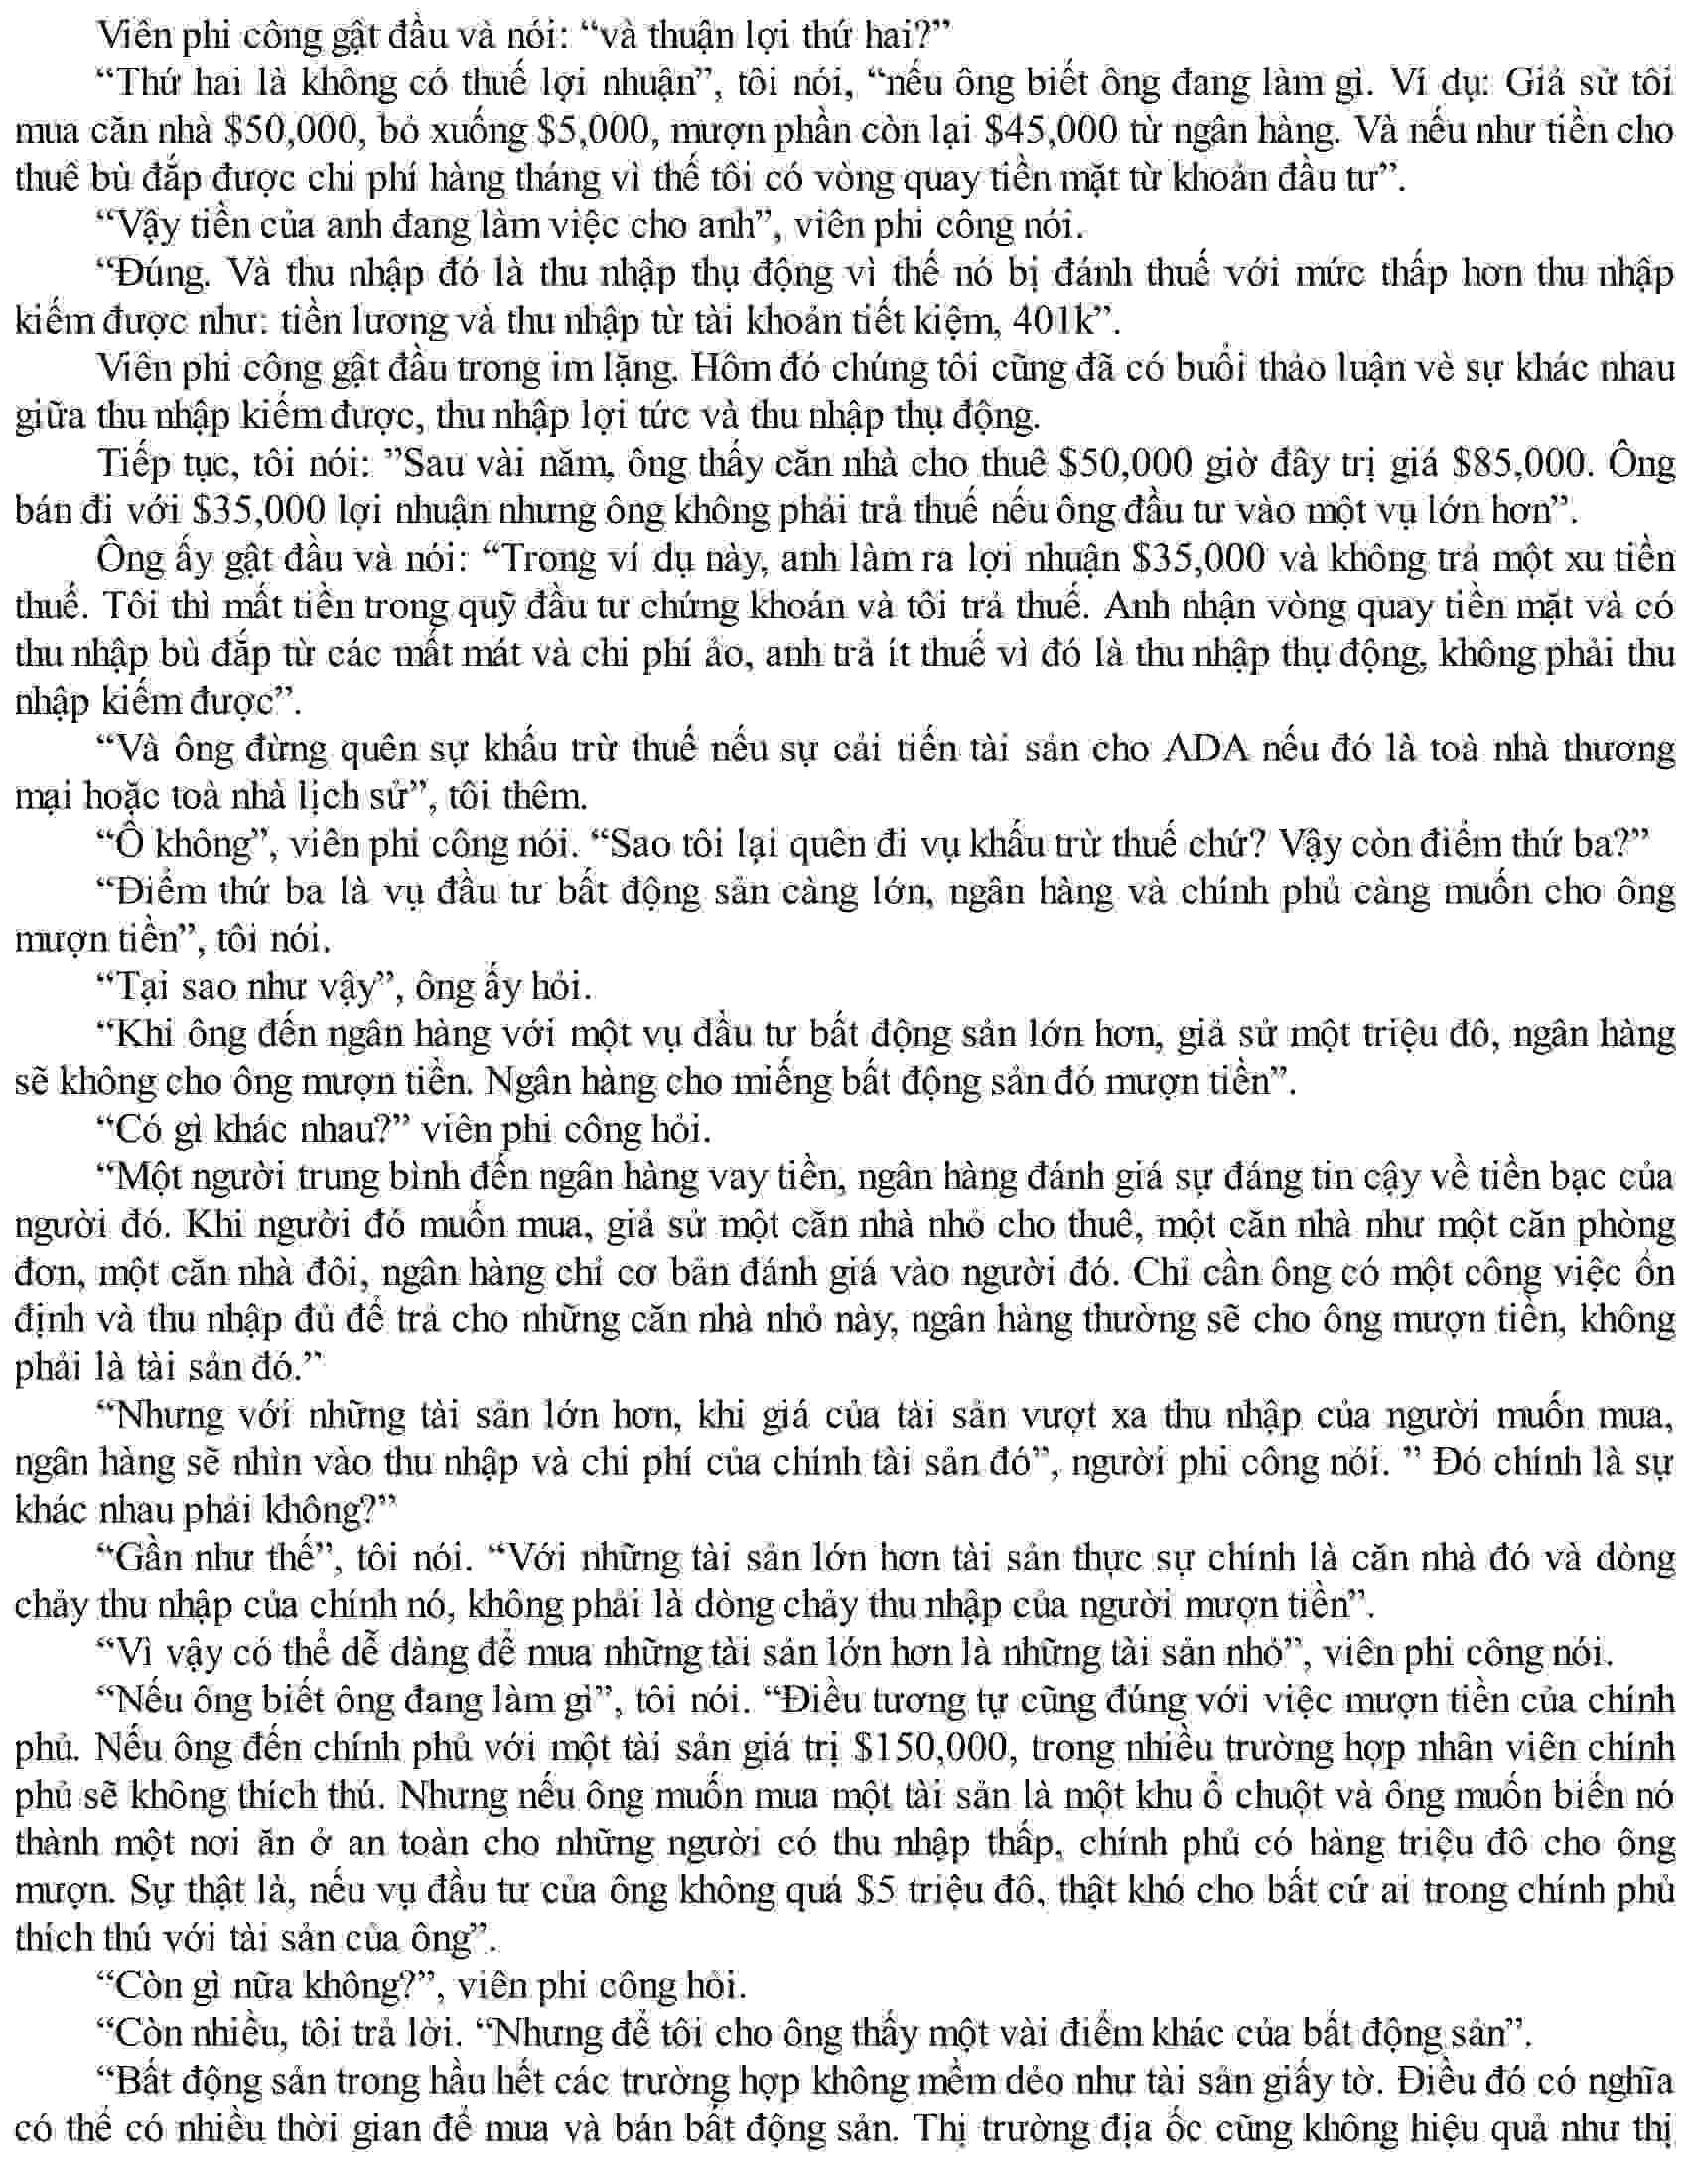 Viên phi công gật đầu và nói: “và thuận lợi thứ hai?”
“Thứ hai là không có thuế lợi nhuận”, tôi nói, “nếu ông biết ông đang làm gì. Ví dụ: Giả sử tôi
mua căn nhà $50,000, bỏ xuống $5,000, mượn phần còn lại $45,000 từ ngân hàng. Và nếu như tiền cho
thuê bù đắp được chi phí hàng tháng vì thế tôi có vòng quay tiền mặt từ khoản đầu tư”.
“Vậy tiền của anh đang làm việc cho anh”, viên phi công nói.
“Đúng. Và thu nhập đó là thu nhập thụ động vì thế nó bị đánh thuế với mức thấp hơn thu nhập
kiếm được như: tiền lương và thu nhập từ tài khoản tiết kiệm, 401k”.
Viên phi công gật đầu trong im lặng. Hôm đó chúng tôi cũng đã có buổi thảo luận về sự khác nhau
giữa thu nhập kiếm được, thu nhập lợi tức và thu nhập thụ động.
Tiếp tục, tôi nói: ”Sau vài năm, ông thấy căn nhà cho thuê $50,000 giờ đây trị giá $85,000. Ông
bán đi với $35,000 lợi nhuận nhưng ông không phải trả thuế nếu ông đầu tư vào một vụ lớn hơn”.
Ông ấy gật đầu và nói: “Trong ví dụ này, anh làm ra lợi nhuận $35,000 và không trả một xu tiền
thuế. Tôi thì mất tiền trong quỹ đầu tư chứng khoán và tôi trả thuế. Anh nhận vòng quay tiền mặt và có
thu nhập bù đắp từ các mất mát và chi phí ảo, anh trả ít thuế vì đó là thu nhập thụ động, không phải thu
nhập kiếm được”.
“Và ông đừng quên sự khấu trừ thuế nếu sự cải tiến tài sản cho ADA nếu đó là toà nhà thương
mại hoặc toà nhà lịch sử”, tôi thêm.
“Ồ không”, viên phi công nói. “Sao tôi lại quên đi vụ khấu trừ thuế chứ? Vậy còn điểm thứ ba?”
“Điểm thứ ba là vụ đầu tư bất động sản càng lớn, ngân hàng và chính phủ càng muốn cho ông
mượn tiền”, tôi nói.
“Tại sao như vậy”, ông ấy hỏi.
“Khi ông đến ngân hàng với một vụ đầu tư bất động sản lớn hơn, giả sử một triệu đô, ngân hàng
sẽ không cho ông mượn tiền. Ngân hàng cho miếng bất động sản đó mượn tiền”.
“Có gì khác nhau?” viên phi công hỏi.
“Một người trung bình đến ngân hàng vay tiền, ngân hàng đánh giá sự đáng tin cậy về tiền bạc của
người đó. Khi người đó muốn mua, giả sử một căn nhà nhỏ cho thuê, một căn nhà như một căn phòng
đơn, một căn nhà đôi, ngân hàng chỉ cơ bản đánh giá vào người đó. Chỉ cần ông có một công việc ổn
định và thu nhập đủ để trả cho những căn nhà nhỏ này, ngân hàng thường sẽ cho ông mượn tiền, không
phải là tài sản đó.”
“Nhưng với những tài sản lớn hơn, khi giá của tài sản vượt xa thu nhập của người muốn mua,
ngân hàng sẽ nhìn vào thu nhập và chi phí của chính tài sản đó”, người phi công nói. ” Đó chính là sự
khác nhau phải không?”
“Gần như thế”, tôi nói. “Với những tài sản lớn hơn tài sản thực sự chính là căn nhà đó và dòng
chảy thu nhập của chính nó, không phải là dòng chảy thu nhập của người mượn tiền”.
“Vì vậy có thể dễ dàng để mua những tài sản lớn hơn là những tài sản nhỏ”, viên phi công nói.
“Nếu ông biết ông đang làm gì”, tôi nói. “Điều tương tự cũng đúng với việc mượn tiền của chính
phủ. Nếu ông đến chính phủ với một tài sản giá trị $150,000, trong nhiều trường hợp nhân viên chính
phủ sẽ không thích thú. Nhưng nếu ông muốn mua một tài sản là một khu ổ chuột và ông muốn biến nó
thành một nơi ăn ở an toàn cho những người có thu nhập thấp, chính phủ có hàng triệu đô cho ông
mượn. Sự thật là, nếu vụ đầu tư của ông không quá $5 triệu đô, thật khó cho bất cứ ai trong chính phủ
thích thú với tài sản của ông”.
“Còn gì nữa không?”, viên phi công hỏi.
“Còn nhiều, tôi trả lời. “Nhưng để tôi cho ông thấy một vài điểm khác của bất động sản”.
“Bất động sản trong hầu hết các trường hợp không mềm dẻo như tài sản giấy tờ. Điều đó có nghĩa
có thể có nhiều thời gian để mua và bán bất động sản. Thị trường địa ốc cũng không hiệu quả như thị